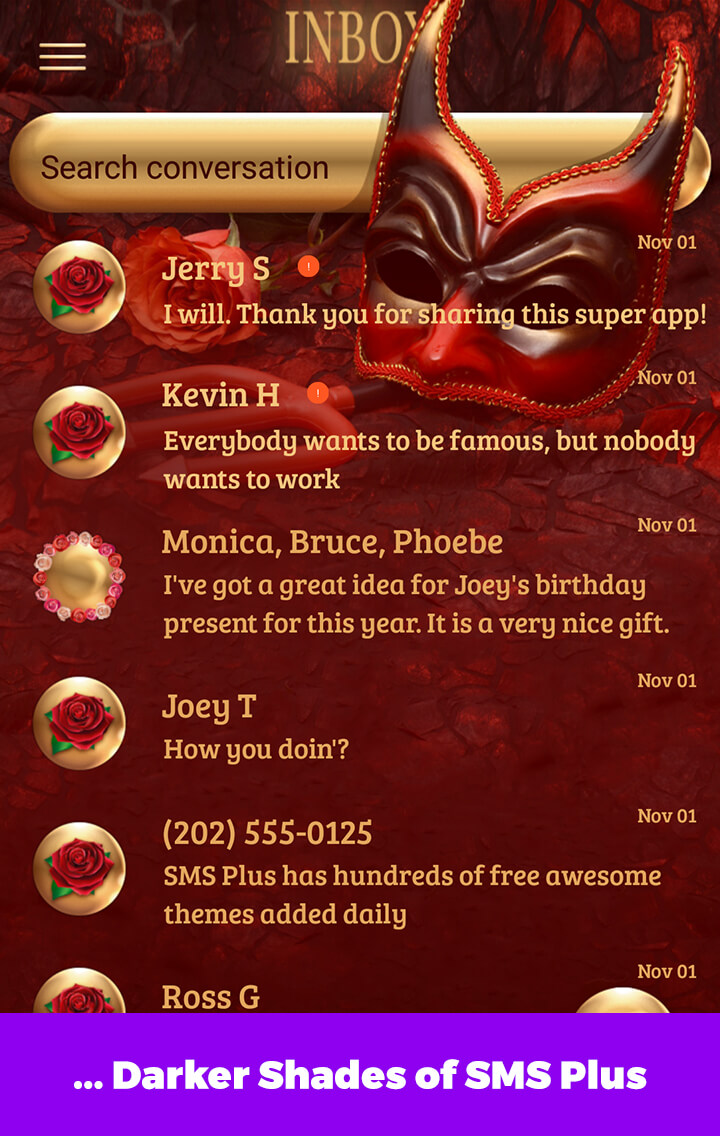 INBOX
Search conversation
Nov 01
Jerry S
I will. Thank you for sharing this super app!
Nov 01
Kevin H
Everybody wants to be famous, but nobody
wants to work
Nov 01
Monica, Bruce, Phoebe
I've got a great idea for Joey's birthday
present for this year. It is a very nice gift.
Nov 01
Joey T
How you doin'?
Nov 01
(202) 555-0125
SMS Plus has hundreds of free awesome
themes added daily
Nov 01
Ross G
... Darker Shades of SMS Plus